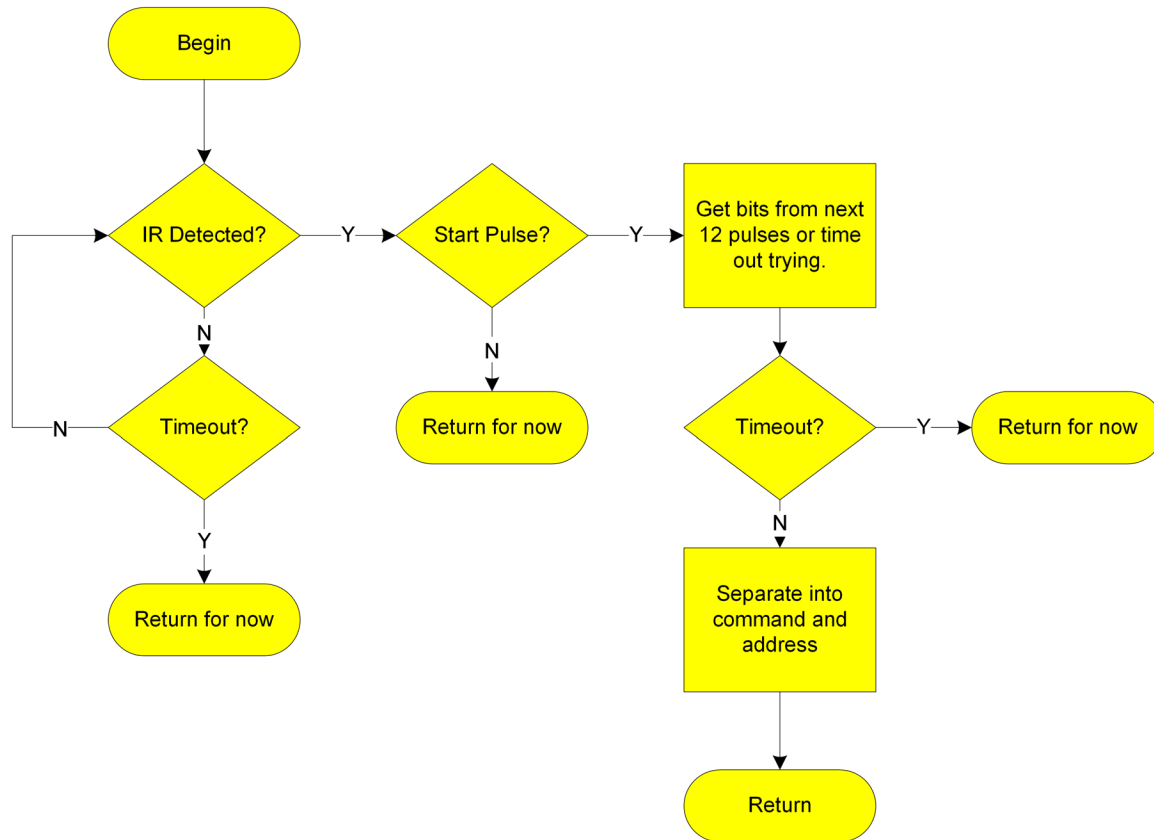 Begin
IR Detected?
Y
Start Pulse?
Y
Get bits from next
12 pulses or time
out trying.
N
N
Timeout?
N
Return for now
Timeout?
Y
Return for now
Y
N
Return for now
Separate into
command and
address
Return